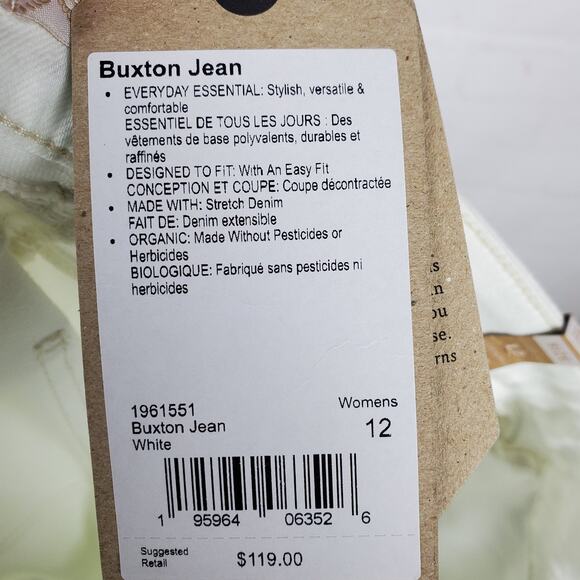 Buxton Jean
• EVERYDAY ESSENTIAL: Stylish, versatile &
comfortable
ESSENTIEL DE TOUS LES JOURS : Des
vêtements de base polyvalents, durables et
raffinés
• DESIGNED TO FIT: With An Easy Fit
CONCEPTION ET COUPE: Coupe décontractée
• MADE WITH: Stretch Denim
FAIT DE: Denim extensible
• ORGANIC: Made Without Pesticides or
Herbicides
BIOLOGIQUE: Fabriqué sans pesticides ni
herbicides
1961551
Buxton Jean
White
Womens
12
1 95964 06352 6
Suggested
Retail
$119.00
se.
rns